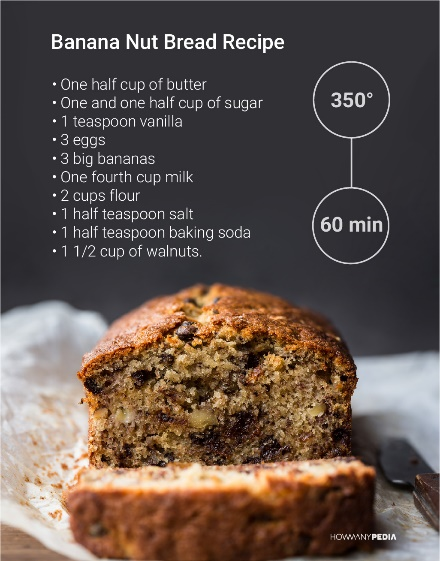 Banana Nut Bread Recipe
• One half cup of butter
• One and one half cup of sugar
• 1 teaspoon vanilla
• 3 eggs
• 3 big bananas
• One fourth cup milk
• 2 cups flour
• 1 half teaspoon salt
• 1 half teaspoon baking soda
• 1 1/2 cup of walnuts.
350°
60 min
HOWMANYPEDIA